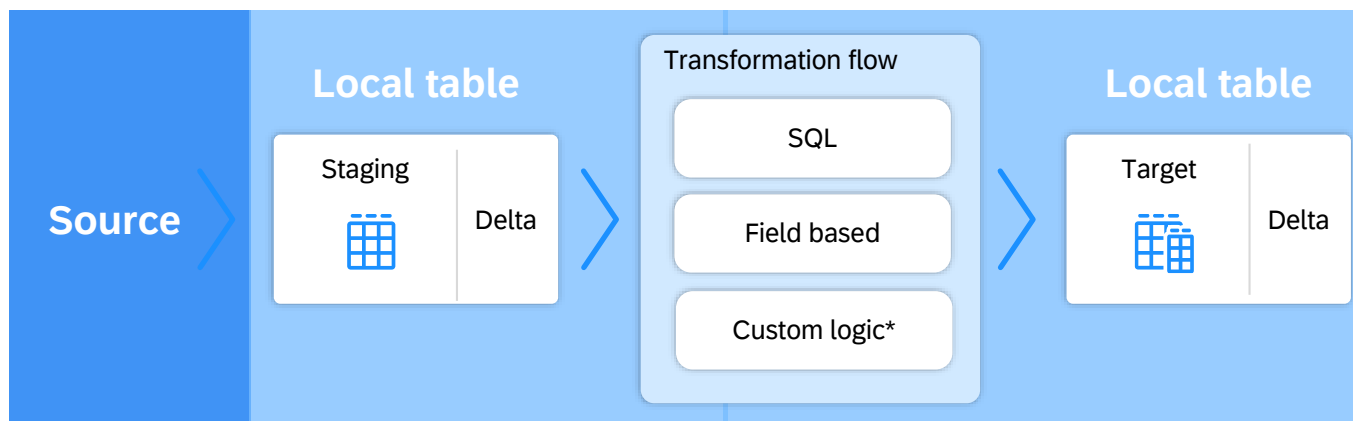 Source
Local table
Staging
Delta
Transformation flow
SQL
Field based
Custom logic*
Local table
Target
Delta